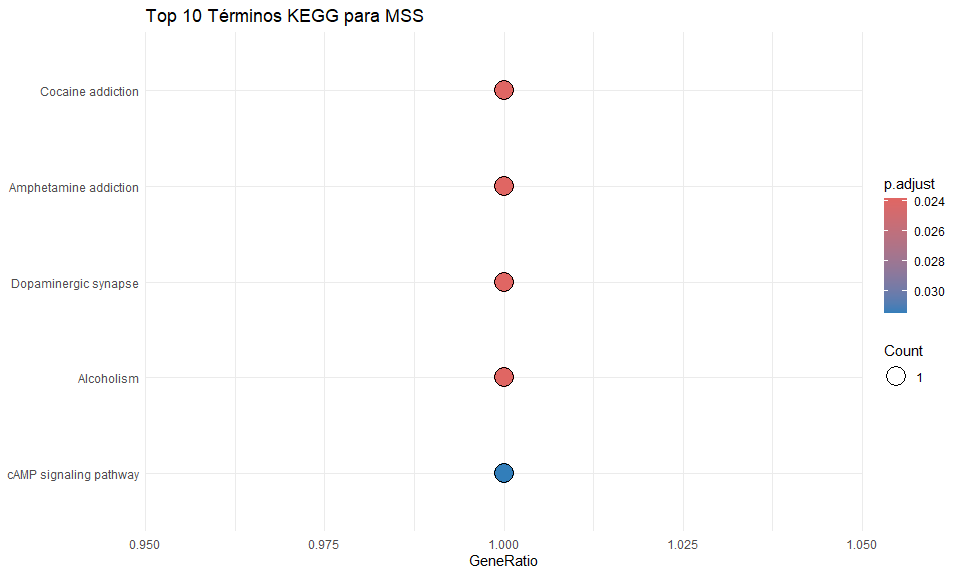 Top 10 Términos KEGG para MSS
Cocaine addiction
Amphetamine addiction
Dopaminergic synapse
Alcoholism
cAMP signaling pathway
0.950
0.975
1.000
1.025
1.050
GeneRatio
p.adjust
0.024
0.026
0.028
0.030
Count
1